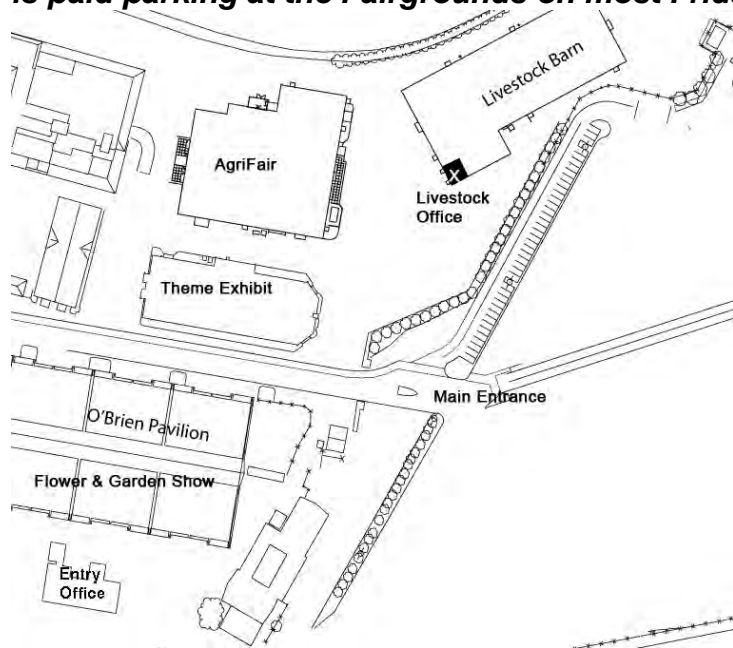 is paid parking at the Fairgrounds on most
Livestock Barn
AgriFair
X
Livestock
Office
Theme Exhibit
Main Entrance
O'Brien Pavilion
Flower & Garden Show
Entry
Office